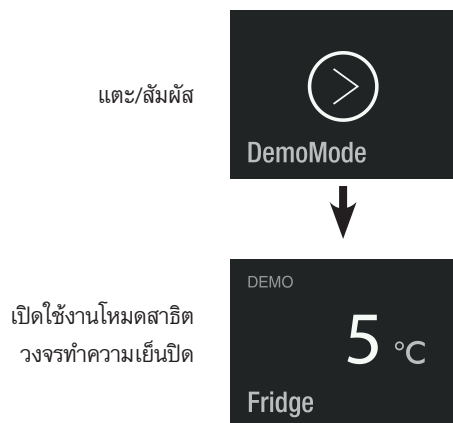 แตะ/สัมผัส
DemoMode
DEMO
5 °C
เปิดใช้งานโหมดสาธิต
วงจรทำความเย็นปิด
Fridge